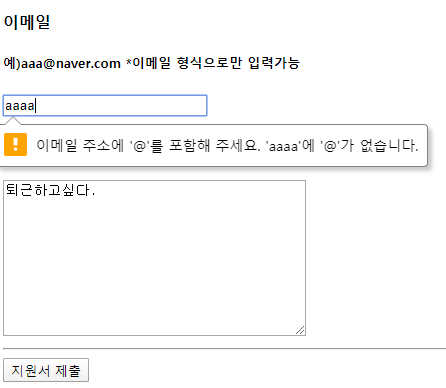 이메일
예)aaa@naver.com *이메일 형식으로만 입력가능
aaaa
이메일 주소에 '@'를 포함해 주세요. 'aaaa'에 '@'가 없습니다.
퇴근하고싶다.
지원서 제출